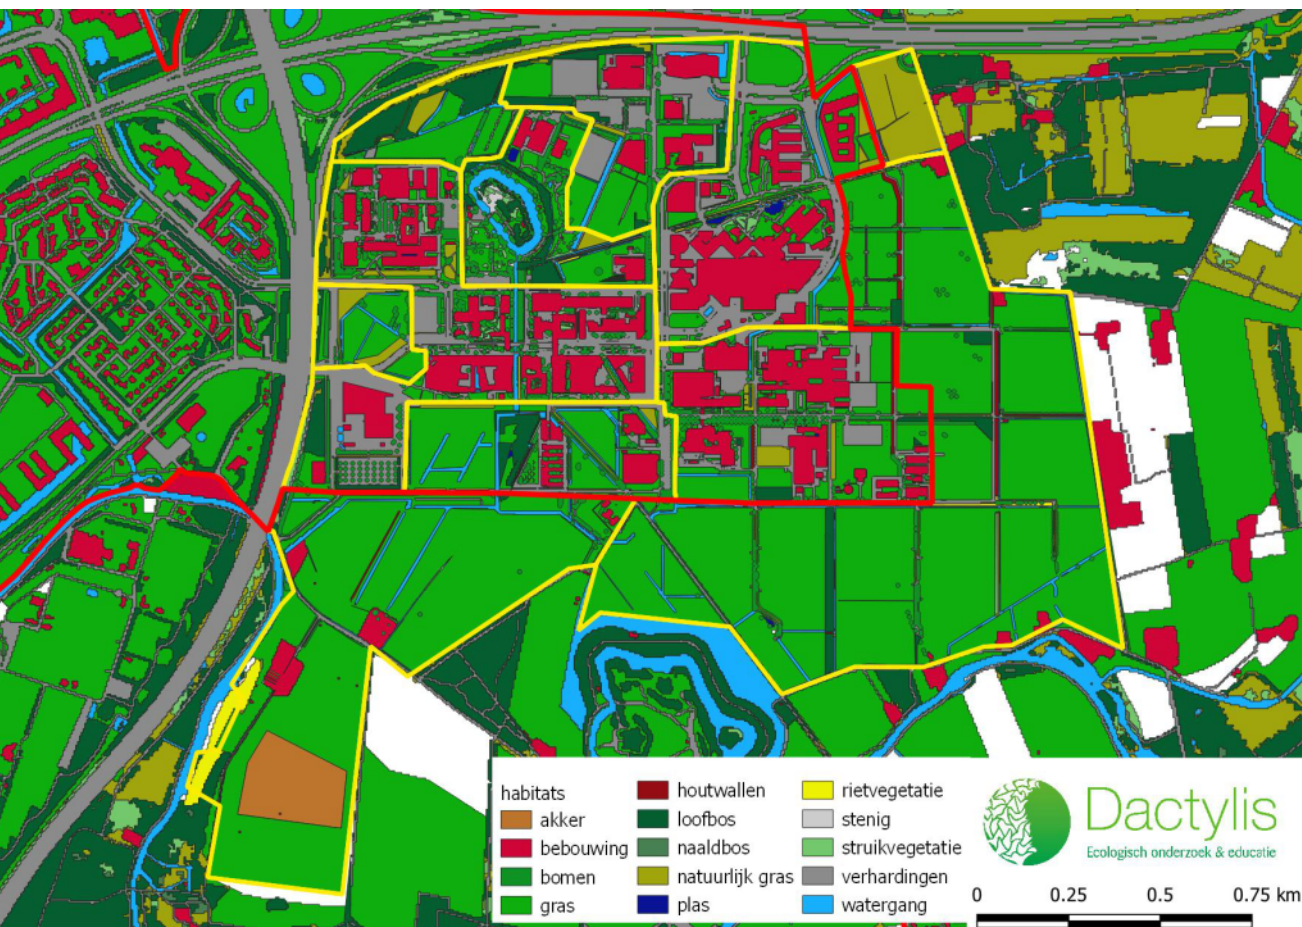 habitats
akker
bebouwing
bomen
gras
houtwallen
loofbos
naaldbos
natuurlijk gras
plas
rietvegetatie
stenig
struikvegetatie
verhardingen
watergang
Dactylis
Ecologisch onderzoek & educatie
0 0.25 0.5 0.75 km